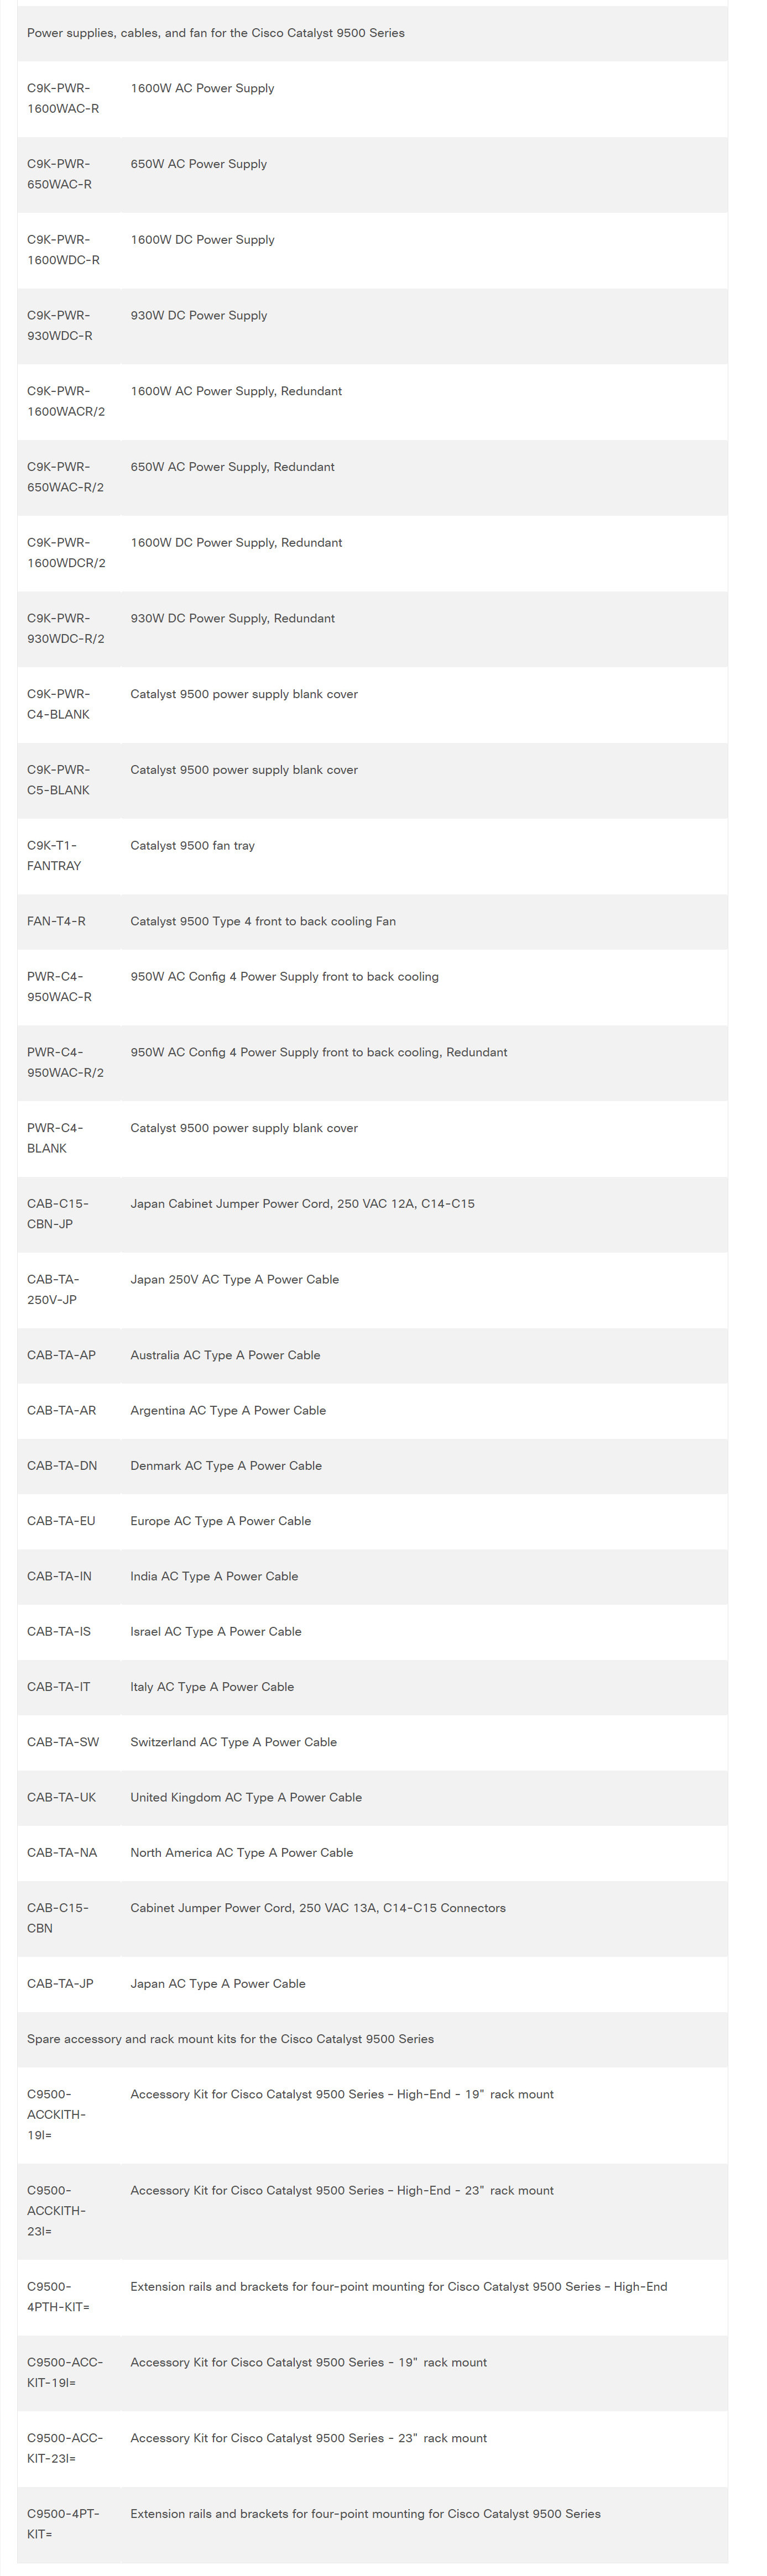 Power supplies, cables, and fan for the Cisco Catalyst 9500 Series
C9K-PWR- 1600W AC Power Supply
1600WAC-R
C9K-PWR- 650W AC Power Supply
650WAC-R
C9K-PWR- 1600W DC Power Supply
1600WDC-R
C9K-PWR- 930W DC Power Supply
930WDC-R
C9K-PWR- 1600W AC Power Supply, Redundant
1600WACR/2
C9K-PWR- 650W AC Power Supply, Redundant
650WAC-R/2
C9K-PWR- 1600W DC Power Supply, Redundant
1600WDCR/2
C9K-PWR- 930W DC Power Supply, Redundant
930WDC-R/2
C9K-PWR- Catalyst 9500 power supply blank cover
C4-BLANK
C9K-PWR- Catalyst 9500 power supply blank cover
C5-BLANK
C9K-T1- Catalyst 9500 fan tray
FANTRAY
FAN-T4-R Catalyst 9500 Type 4 front to back cooling Fan
PWR-C4- 950W AC Config 4 Power Supply front to back cooling
950WAC-R
PWR-C4- 950W AC Config 4 Power Supply front to back cooling, Redundant
950WAC-R/2
PWR-C4- Catalyst 9500 power supply blank cover
BLANK
CAB-C15- Japan Cabinet Jumper Power Cord, 250 VAC 12A, C14-C15
CBN-JP
CAB-TA- Japan 250V AC Type A Power Cable
250V-JP
CAB-TA-AP Australia AC Type A Power Cable
CAB-TA-AR Argentina AC Type A Power Cable
CAB-TA-DN Denmark AC Type A Power Cable
CAB-TA-EU Europe AC Type A Power Cable
CAB-TA-IN India AC Type A Power Cable
CAB-TA-IS Israel AC Type A Power Cable
CAB-TA-IT Italy AC Type A Power Cable
CAB-TA-SW Switzerland AC Type A Power Cable
CAB-TA-UK United Kingdom AC Type A Power Cable
CAB-TA-NA North America AC Type A Power Cable
CAB-C15- Cabinet Jumper Power Cord, 250 VAC 13A, C14-C15 Connectors
CBN
CAB-TA-JP Japan AC Type A Power Cable
Spare accessory and rack mount kits for the Cisco Catalyst 9500 Series
C9500- Accessory Kit for Cisco Catalyst 9500 Series – High-End - 19" rack mount
ACCKITH-
19I=
C9500- Accessory Kit for Cisco Catalyst 9500 Series – High-End - 23" rack mount
ACCKITH-
23I=
C9500- Extension rails and brackets for four-point mounting for Cisco Catalyst 9500 Series – High-End
4PTH-KIT=
C9500-ACC- Accessory Kit for Cisco Catalyst 9500 Series - 19" rack mount
KIT-19I=
C9500-ACC- Accessory Kit for Cisco Catalyst 9500 Series - 23" rack mount
KIT-23I=
C9500-4PT- Extension rails and brackets for four-point mounting for Cisco Catalyst 9500 Series
KIT=